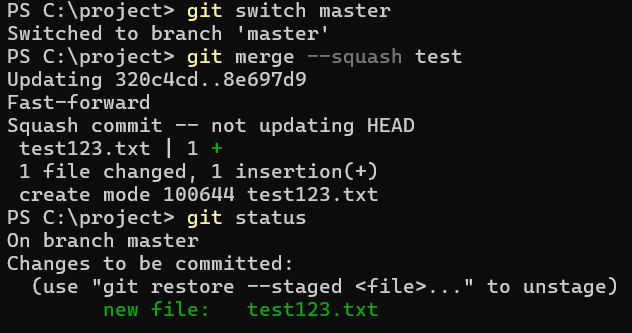 PS C:\project> git switch master
Switched to branch 'master'
PS C:\project> git merge --squash test
Updating 320c4cd..8e697d9
Fast-forward
Squash commit -- not updating HEAD
 test123.txt | 1 +
 1 file changed, 1 insertion(+)
 create mode 100644 test123.txt
PS C:\project> git status
On branch master
Changes to be committed:
  (use "git restore --staged <file>..." to unstage)
        new file:   test123.txt